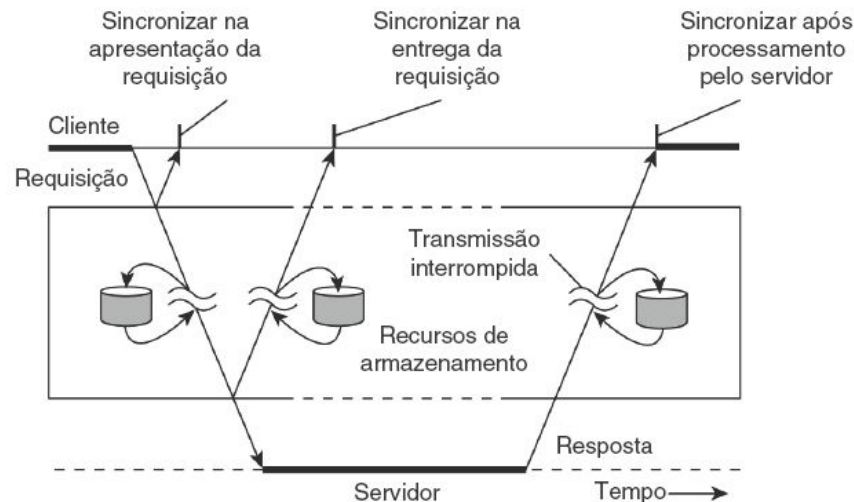 Sincronizar na
apresentação da
requisição
Sincronizar na
entrega da
requisição
Sincronizar após
processamento
pelo servidor
Cliente
Requisição
Transmissão
interrompida
Recursos de
armazenamento
Resposta
Servidor
Tempo